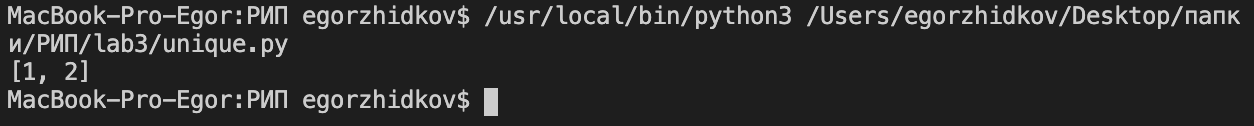 MacBook-Pro-Egor:РИП egorzhidkov$ /usr/local/bin/python3 /Users/egorzhidkov/Desktop/папк
и/РИП/lab3/unique.py
[1, 2]
MacBook-Pro-Egor:РИП egorzhidkov$